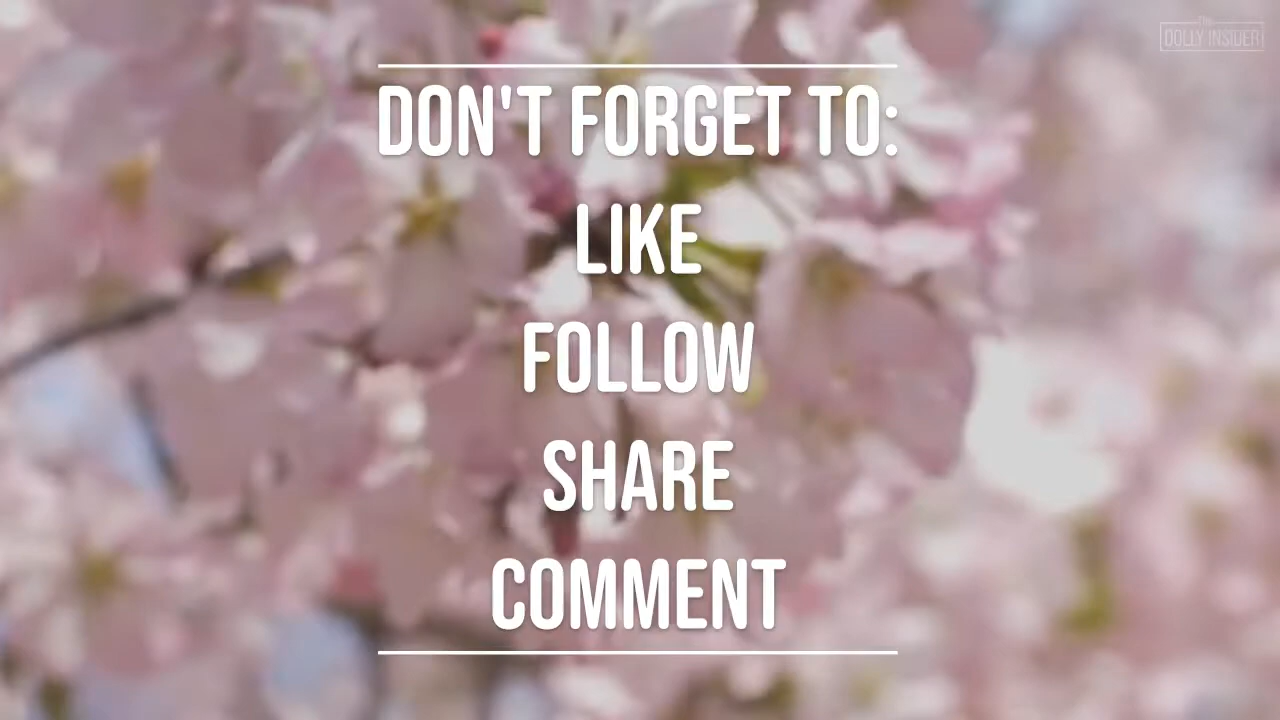 The
DOLLY INSIDER
DON'T FORGET TO:
LIKE
FOLLOW
SHARE
COMMENT